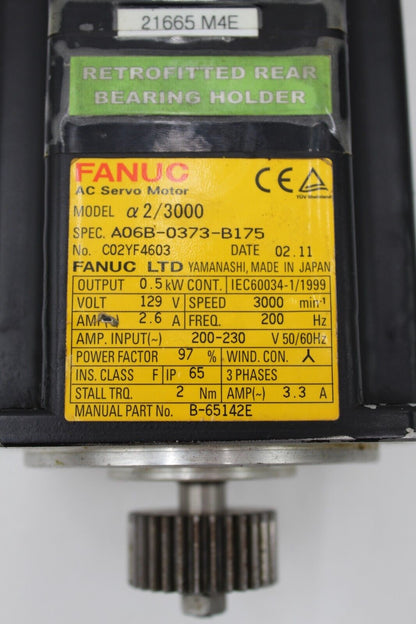 21665 M4E
RETROFITTED REAR
BEARING HOLDER
FANUC
AC Servo Motor
CE TÜV Rheinland
MODEL α2/3000
SPEC. A06B-0373-B175
No. C02YF4603 DATE 02.11
FANUC LTD YAMANASHI, MADE IN JAPAN
OUTPUT 0.5 kW CONT. IEC60034-1/1999
VOLT 129 V SPEED 3000 min⁻¹
AMP 2.6 A FREQ. 200 Hz
AMP. INPUT(~) 200-230 V 50/60Hz
POWER FACTOR 97 % WIND. CON.
INS. CLASS F IP 65 3 PHASES
STALL TRQ. 2 Nm AMP(~) 3.3 A
MANUAL PART No. B-65142E